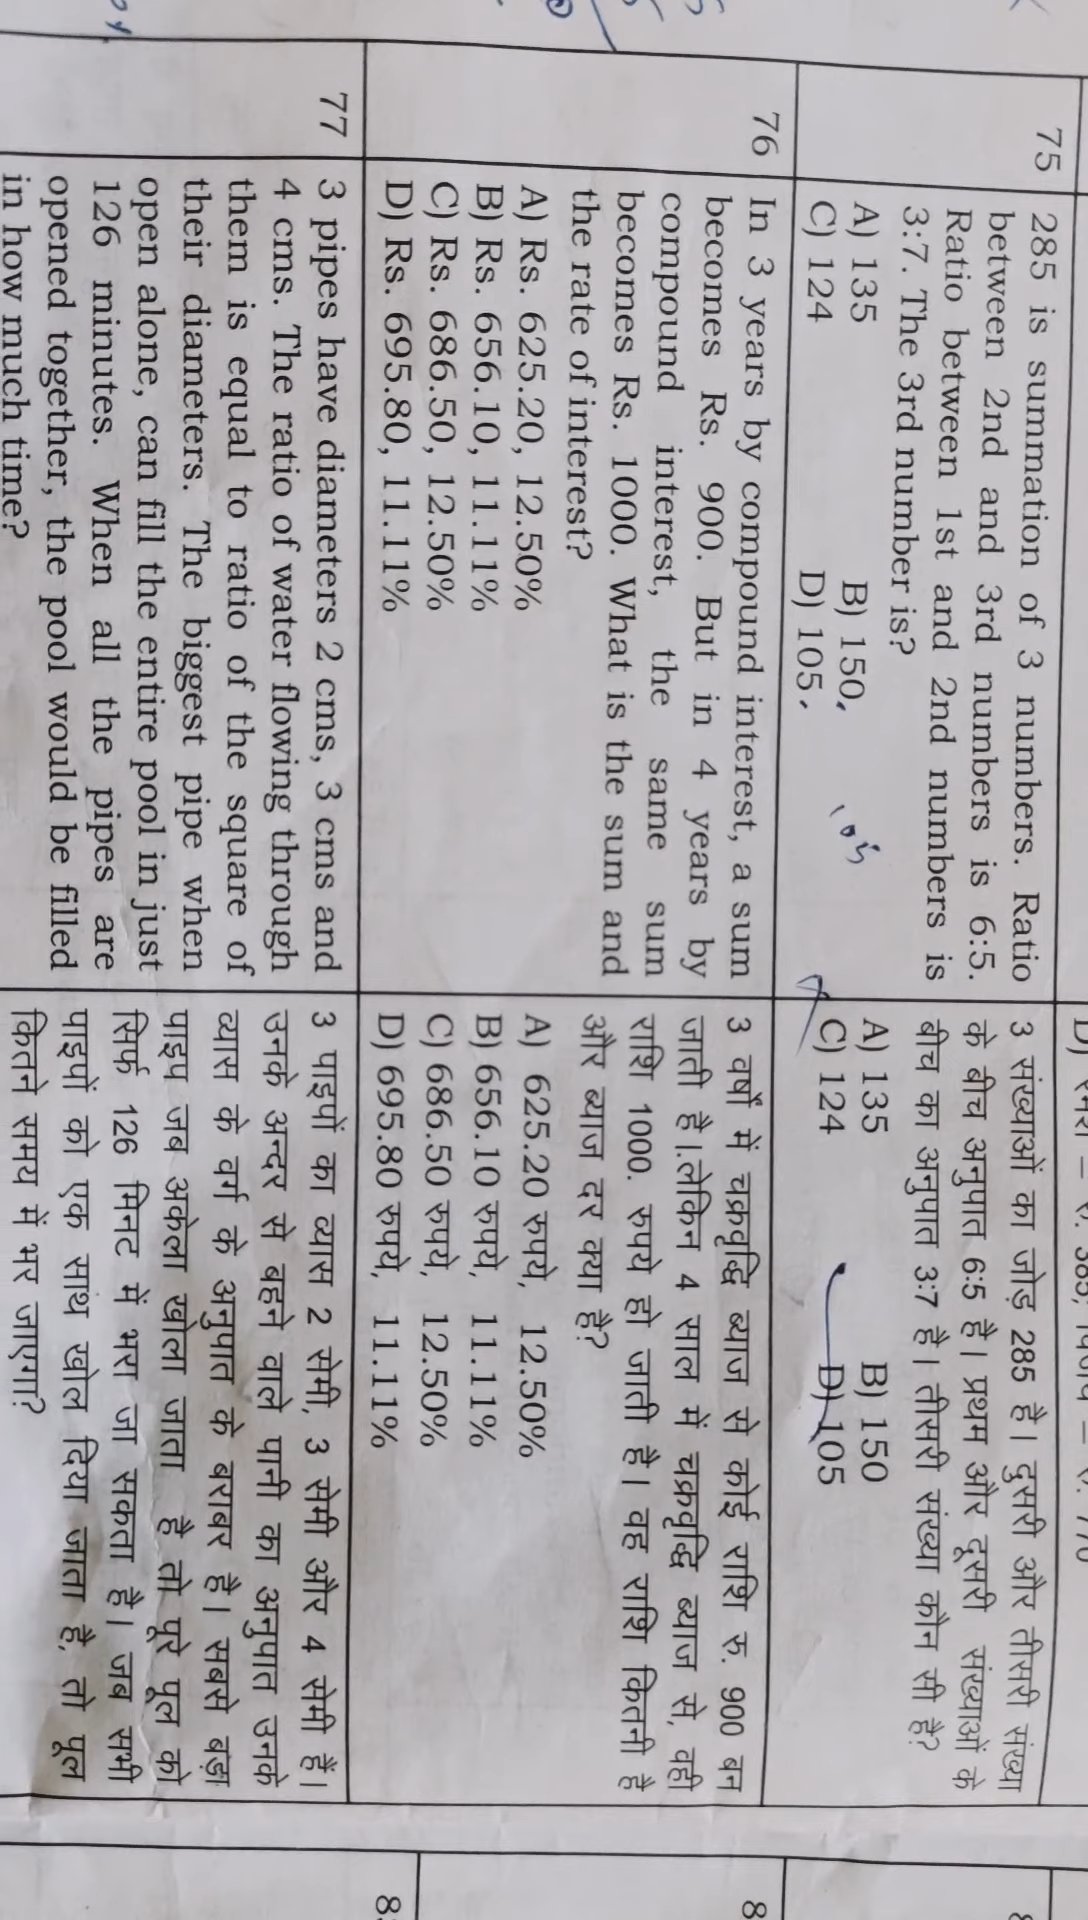 75
285 is summation of 3 numbers. Ratio
between 2nd and 3rd numbers is 6:5.
Ratio between 1st and 2nd numbers is
3:7. The 3rd number is?
A) 135 B) 150
C) 124 D) 105
105
3 संख्याओं का जोड़ 285 है। दुसरी और तीसरी संख्या
के बीच अनुपात 6:5 है। प्रथम और दूसरी संख्याओं के
बीच का अनुपात 3:7 है। तीसरी संख्या कौन सी है?
A) 135 B) 150
C) 124 D) 105
76
In 3 years by compound interest, a sum
becomes Rs. 900. But in 4 years by
compound interest, the same sum
becomes Rs. 1000. What is the sum and
the rate of interest?
A) Rs. 625.20, 12.50%
B) Rs. 656.10, 11.11%
C) Rs. 686.50, 12.50%
D) Rs. 695.80, 11.11%
3 वर्षों में चक्रवृद्धि ब्याज से कोई राशि रु. 900 बन
जाती है।.लेकिन 4 साल में चक्रवृद्धि ब्याज से, वही
राशि 1000. रुपये हो जाती है। वह राशि कितनी है
और ब्याज दर क्या है?
A) 625.20 रुपये, 12.50%
B) 656.10 रुपये, 11.11%
C) 686.50 रुपये, 12.50%
D) 695.80 रुपये, 11.11%
77
3 pipes have diameters 2 cms, 3 cms and
4 cms. The ratio of water flowing through
them is equal to ratio of the square of
their diameters. The biggest pipe when
open alone, can fill the entire pool in just
126 minutes. When all the pipes are
opened together, the pool would be filled
in how much time?
3 पाइपों का व्यास 2 सेमी, 3 सेमी और 4 सेमी हैं।
उनके अन्दर से बहने वाले पानी का अनुपात उनके
व्यास के वर्ग के अनुपात के बराबर है। सबसे बड़ा
पाइप जब अकेला खोला जाता है तो पूरे पूल को
सिर्फ 126 मिनट में भरा जा सकता है। जब सभी
पाइपों को एक साथ खोल दिया जाता है, तो पूल
कितने समय में भर जाएगा?